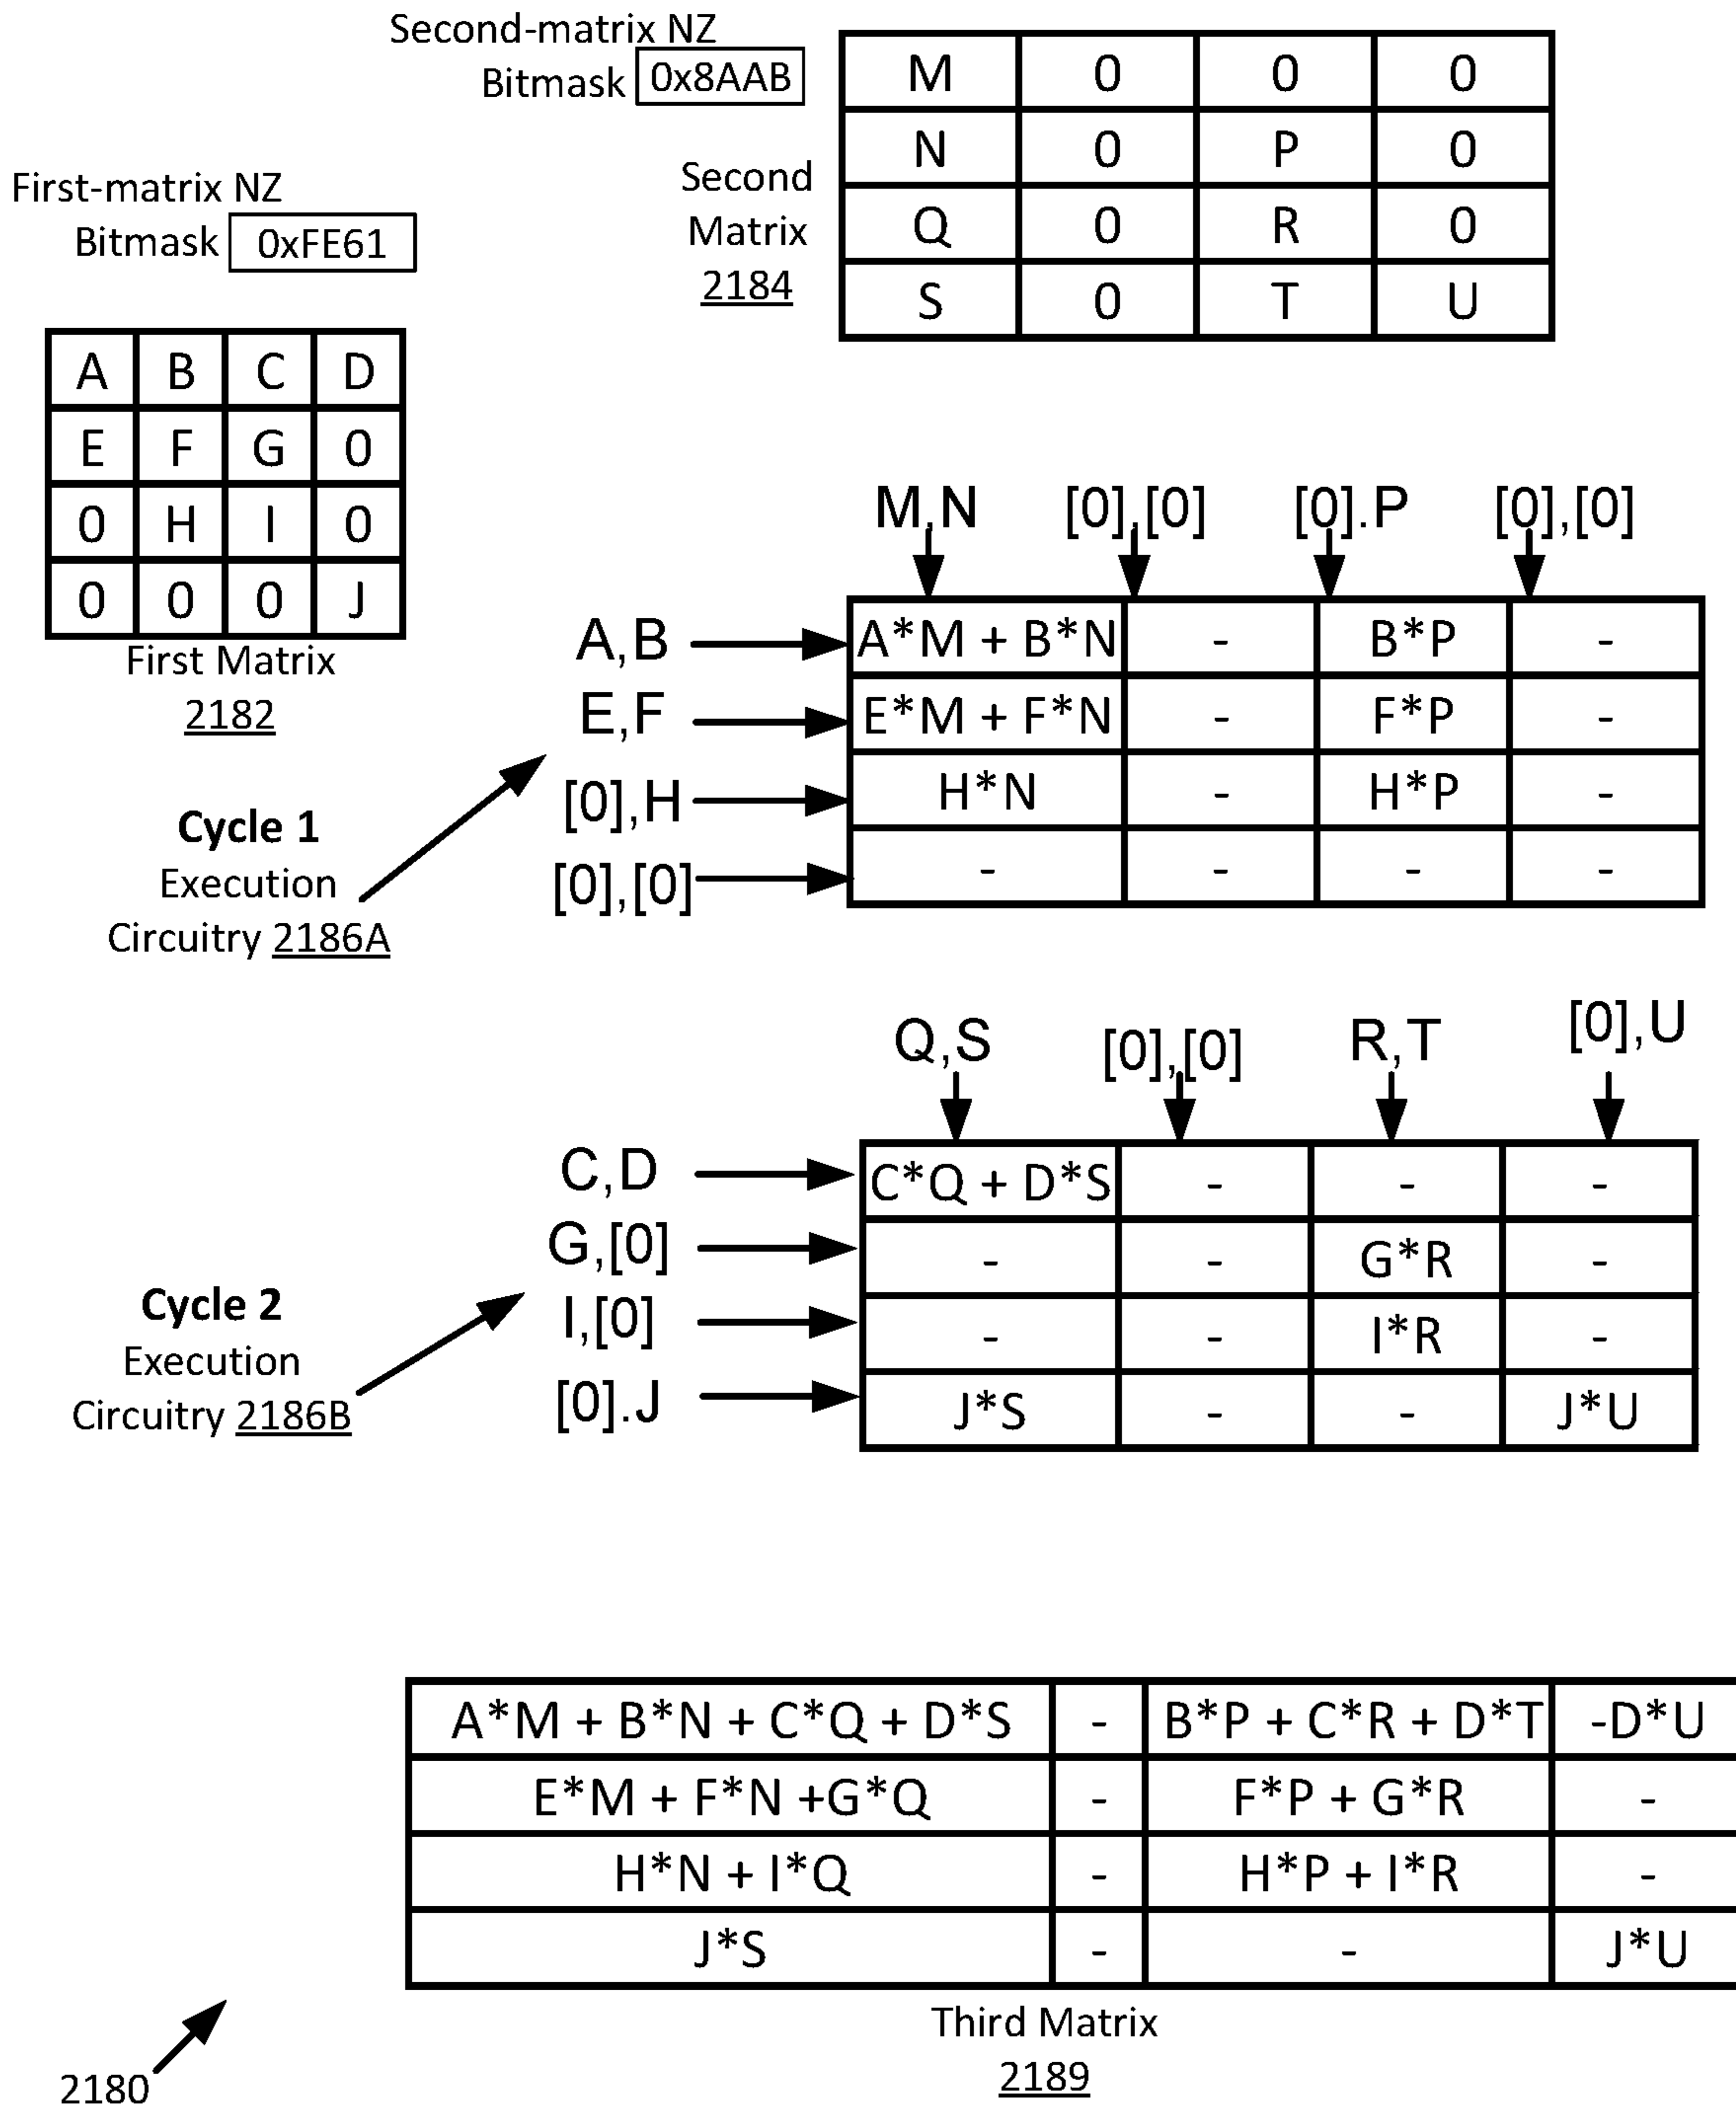 Second-matrix NZ
Bitmask 0x8AAB
M 0 0 0
N 0 P 0
Second
Matrix
2184
Q 0 R 0
S 0 T U
First-matrix NZ
Bitmask 0xFE61
A B C D
E F G 0
0 H I 0
0 0 0 J
First Matrix
2182
M,N [0],[0] [0].P [0],[0]
A,B A*M + B*N - B*P -
E,F E*M + F*N - F*P -
[0],H H*N - H*P -
[0],[0] - - - -
Cycle 1
Execution
Circuitry 2186A
Q,S [0],[0] R,T [0],U
C,D C*Q + D*S - - -
G,[0] - - G*R -
I,[0] - - I*R -
[0].J J*S - - J*U
Cycle 2
Execution
Circuitry 2186B
A*M + B*N + C*Q + D*S - B*P + C*R + D*T -D*U
E*M + F*N +G*Q - F*P + G*R -
H*N + I*Q - H*P + I*R -
J*S - - J*U
Third Matrix
2189
2180